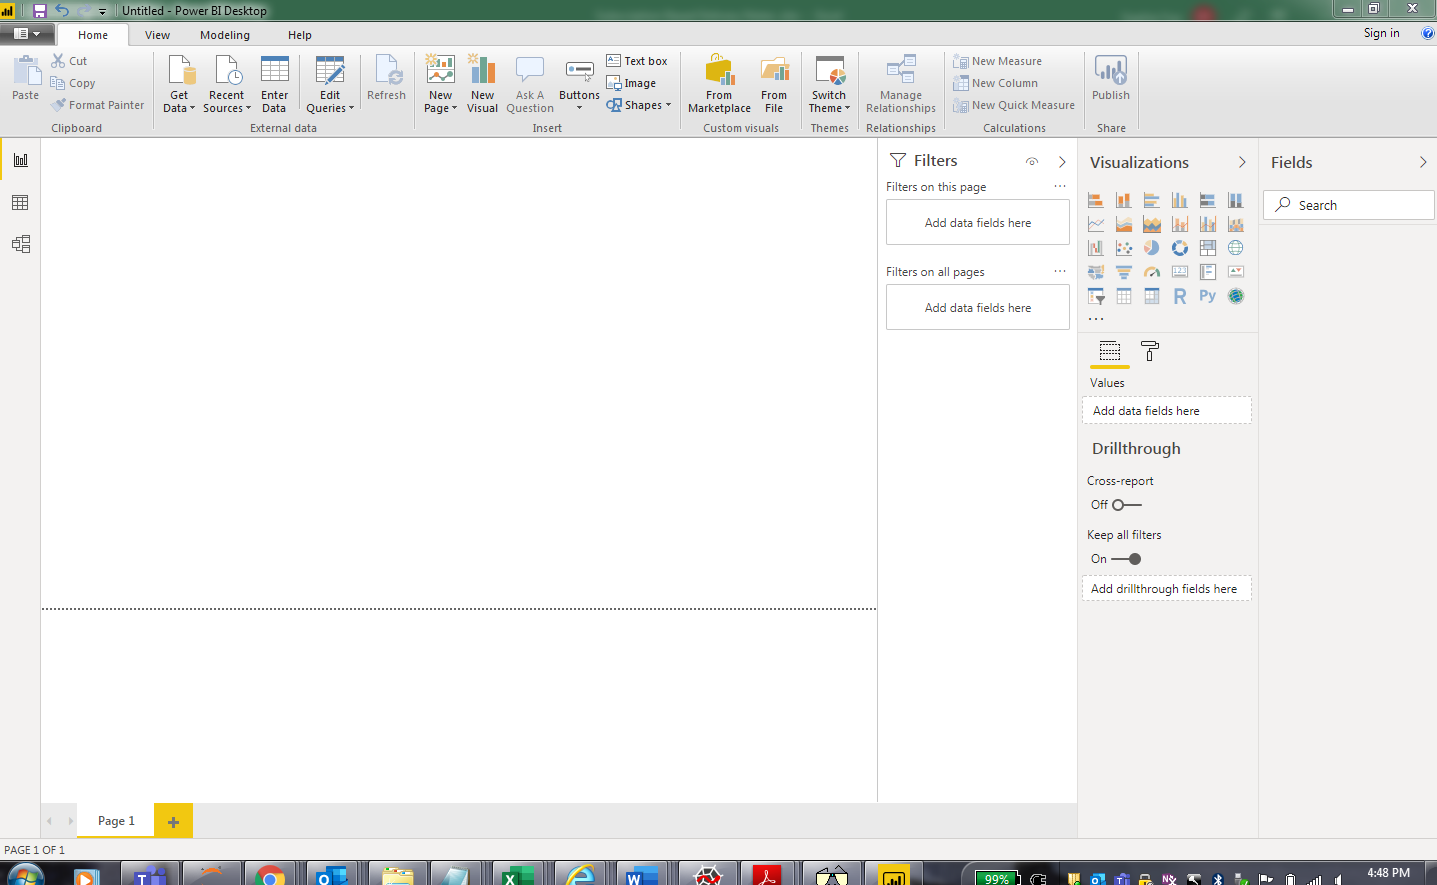 Untitled - Power BI Desktop
Home View Modeling Help Sign in
Paste
Cut
Copy
Format Painter
Clipboard
Get Data
Recent Sources
Enter Data
Edit Queries
Refresh
External data
New Page
New Visual
Ask A Question
Buttons
Text box
Image
Shapes
Insert
From Marketplace
From File
Custom visuals
Switch Theme
Themes
Manage Relationships
Relationships
New Measure
New Column
New Quick Measure
Calculations
Publish
Share
Filters
Filters on this page
Add data fields here
Filters on all pages
Add data fields here
Visualizations
123
R Py
Values
Add data fields here
Drillthrough
Cross-report
Off
Keep all filters
On
Add drillthrough fields here
Fields
Search
Page 1
PAGE 1 OF 1
99%
4:48 PM